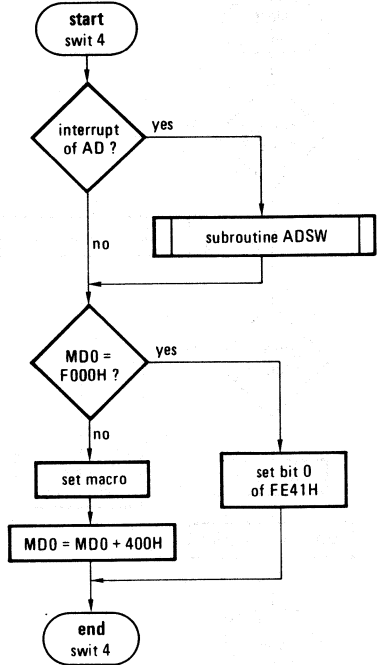 start
swit 4
interrupt
of AD ?
yes
no
subroutine ADSW
MD0 =
F000H ?
yes
no
set macro
set bit 0
of FE41H
MD0 = MD0 + 400H
end
swit 4